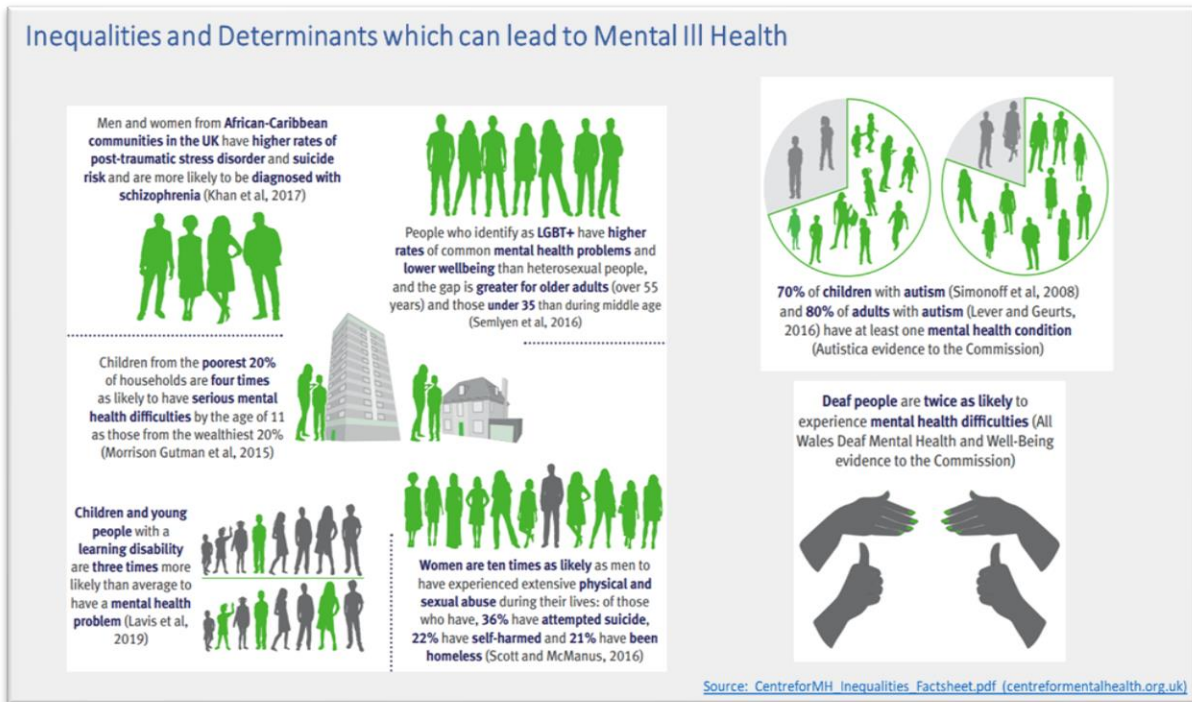 Inequalities and Determinants which can lead to Mental Ill Health
Men and women from African-Caribbean
communities in the UK have higher rates of
post-traumatic stress disorder and suicide
risk and are more likely to be diagnosed with
schizophrenia (Khan et al, 2017)
People who identify as LGBT+ have higher
rates of common mental health problems and
lower wellbeing than heterosexual people,
and the gap is greater for older adults (over 55
years) and those under 35 than during middle age
(Semlyen et al, 2016)
Children from the poorest 20%
of households are four times
as likely to have serious mental
health difficulties by the age of 11
as those from the wealthiest 20%
(Morrison Gutman et al, 2015)
Children and young
people with a
learning disability
are three times more
likely than average to
have a mental health
problem (Lavis et al,
2019)
Women are ten times as likely as men to
have experienced extensive physical and
sexual abuse during their lives: of those
who have, 36% have attempted suicide,
22% have self-harmed and 21% have been
homeless (Scott and McManus, 2016)
70% of children with autism (Simonoff et al, 2008)
and 80% of adults with autism (Lever and Geurts,
2016) have at least one mental health condition
(Autistica evidence to the Commission)
Deaf people are twice as likely to
experience mental health difficulties (All
Wales Deaf Mental Health and Well-Being
evidence to the Commission)
Source: CentreforMH_Inequalities_Factsheet.pdf (centreformentalhealth.org.uk)